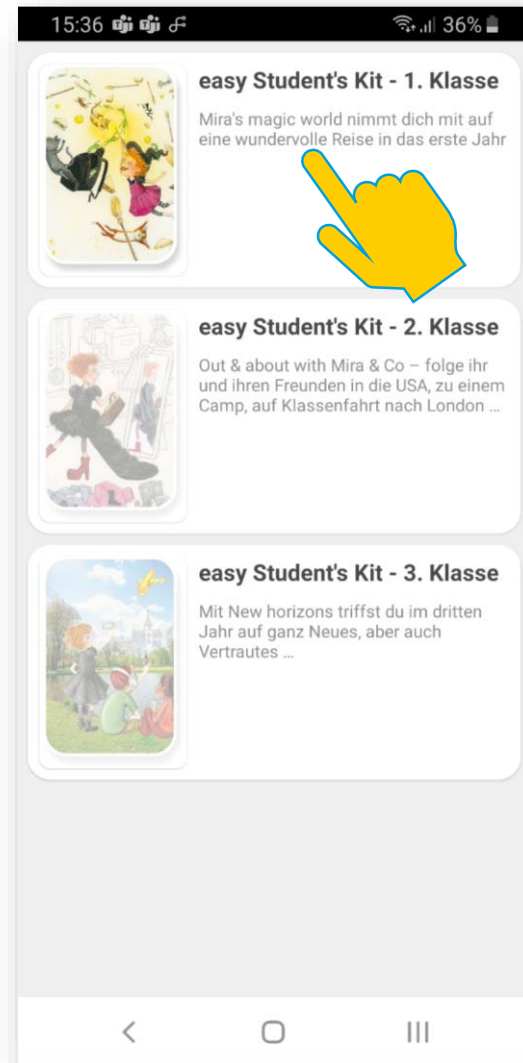 15:36 36%
easy Student's Kit - 1. Klasse
Mira's magic world nimmt dich mit auf
eine wundervolle Reise in das erste Jahr
easy Student's Kit - 2. Klasse
Out & about with Mira & Co – folge ihr
und ihren Freunden in die USA, zu einem
Camp, auf Klassenfahrt nach London ...
easy Student's Kit - 3. Klasse
Mit New horizons triffst du im dritten
Jahr auf ganz Neues, aber auch
Vertrautes ...